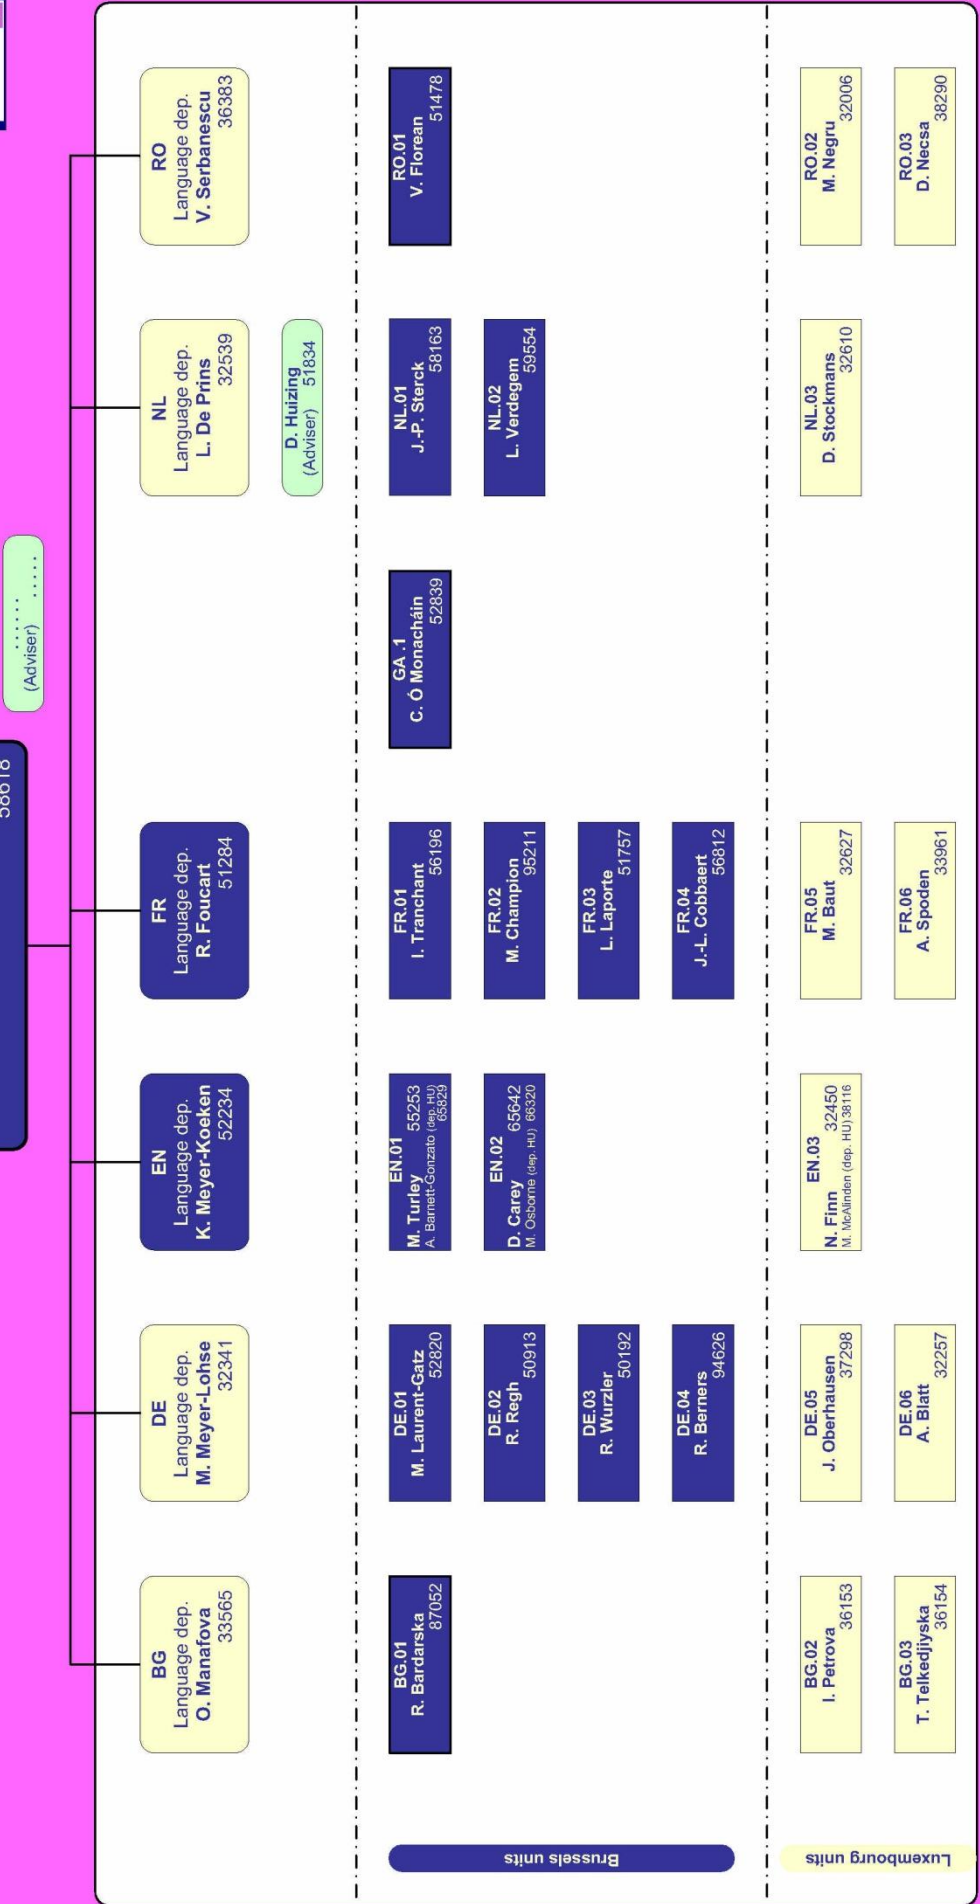 58618
.......
(Adviser) .....
BG
Language dep.
O. Manafova
33565
DE
Language dep.
M. Meyer-Lohse
32341
EN
Language dep.
K. Meyer-Koeken
52234
FR
Language dep.
R. Foucart
51284
NL
Language dep.
L. De Prins
32539
RO
Language dep.
V. Serbanescu
36383
D. Huizing
(Adviser) 51834
Brussels units
BG.01
R. Bardarska
87052
DE.01
M. Laurent-Gatz
52820
EN.01
M. Turley 55253
A. Barnett-Gonzato (dep. HU)
65829
FR.01
I. Tranchant
56196
GA .1
C. Ó Monacháin
52839
NL.01
J.-P. Sterck
58163
RO.01
V. Florean
51478
DE.02
R. Regh
50913
EN.02
D. Carey 65642
M. Osborne (dep. HU) 66320
FR.02
M. Champion
95211
NL.02
L. Verdegem
59554
DE.03
R. Wurzler
50192
FR.03
L. Laporte
51757
DE.04
R. Berners
94626
FR.04
J.-L. Cobbaert
56812
Luxembourg units
BG.02
I. Petrova
36153
DE.05
J. Oberhausen
37298
EN.03
N. Finn 32450
M. McAlinden (dep. HU) 38116
FR.05
M. Baut
32627
NL.03
D. Stockmans
32610
RO.02
M. Negru
32006
BG.03
T. Telkedjiyska
36154
DE.06
A. Blatt
32257
FR.06
A. Spoden
33961
RO.03
D. Necsa
38290